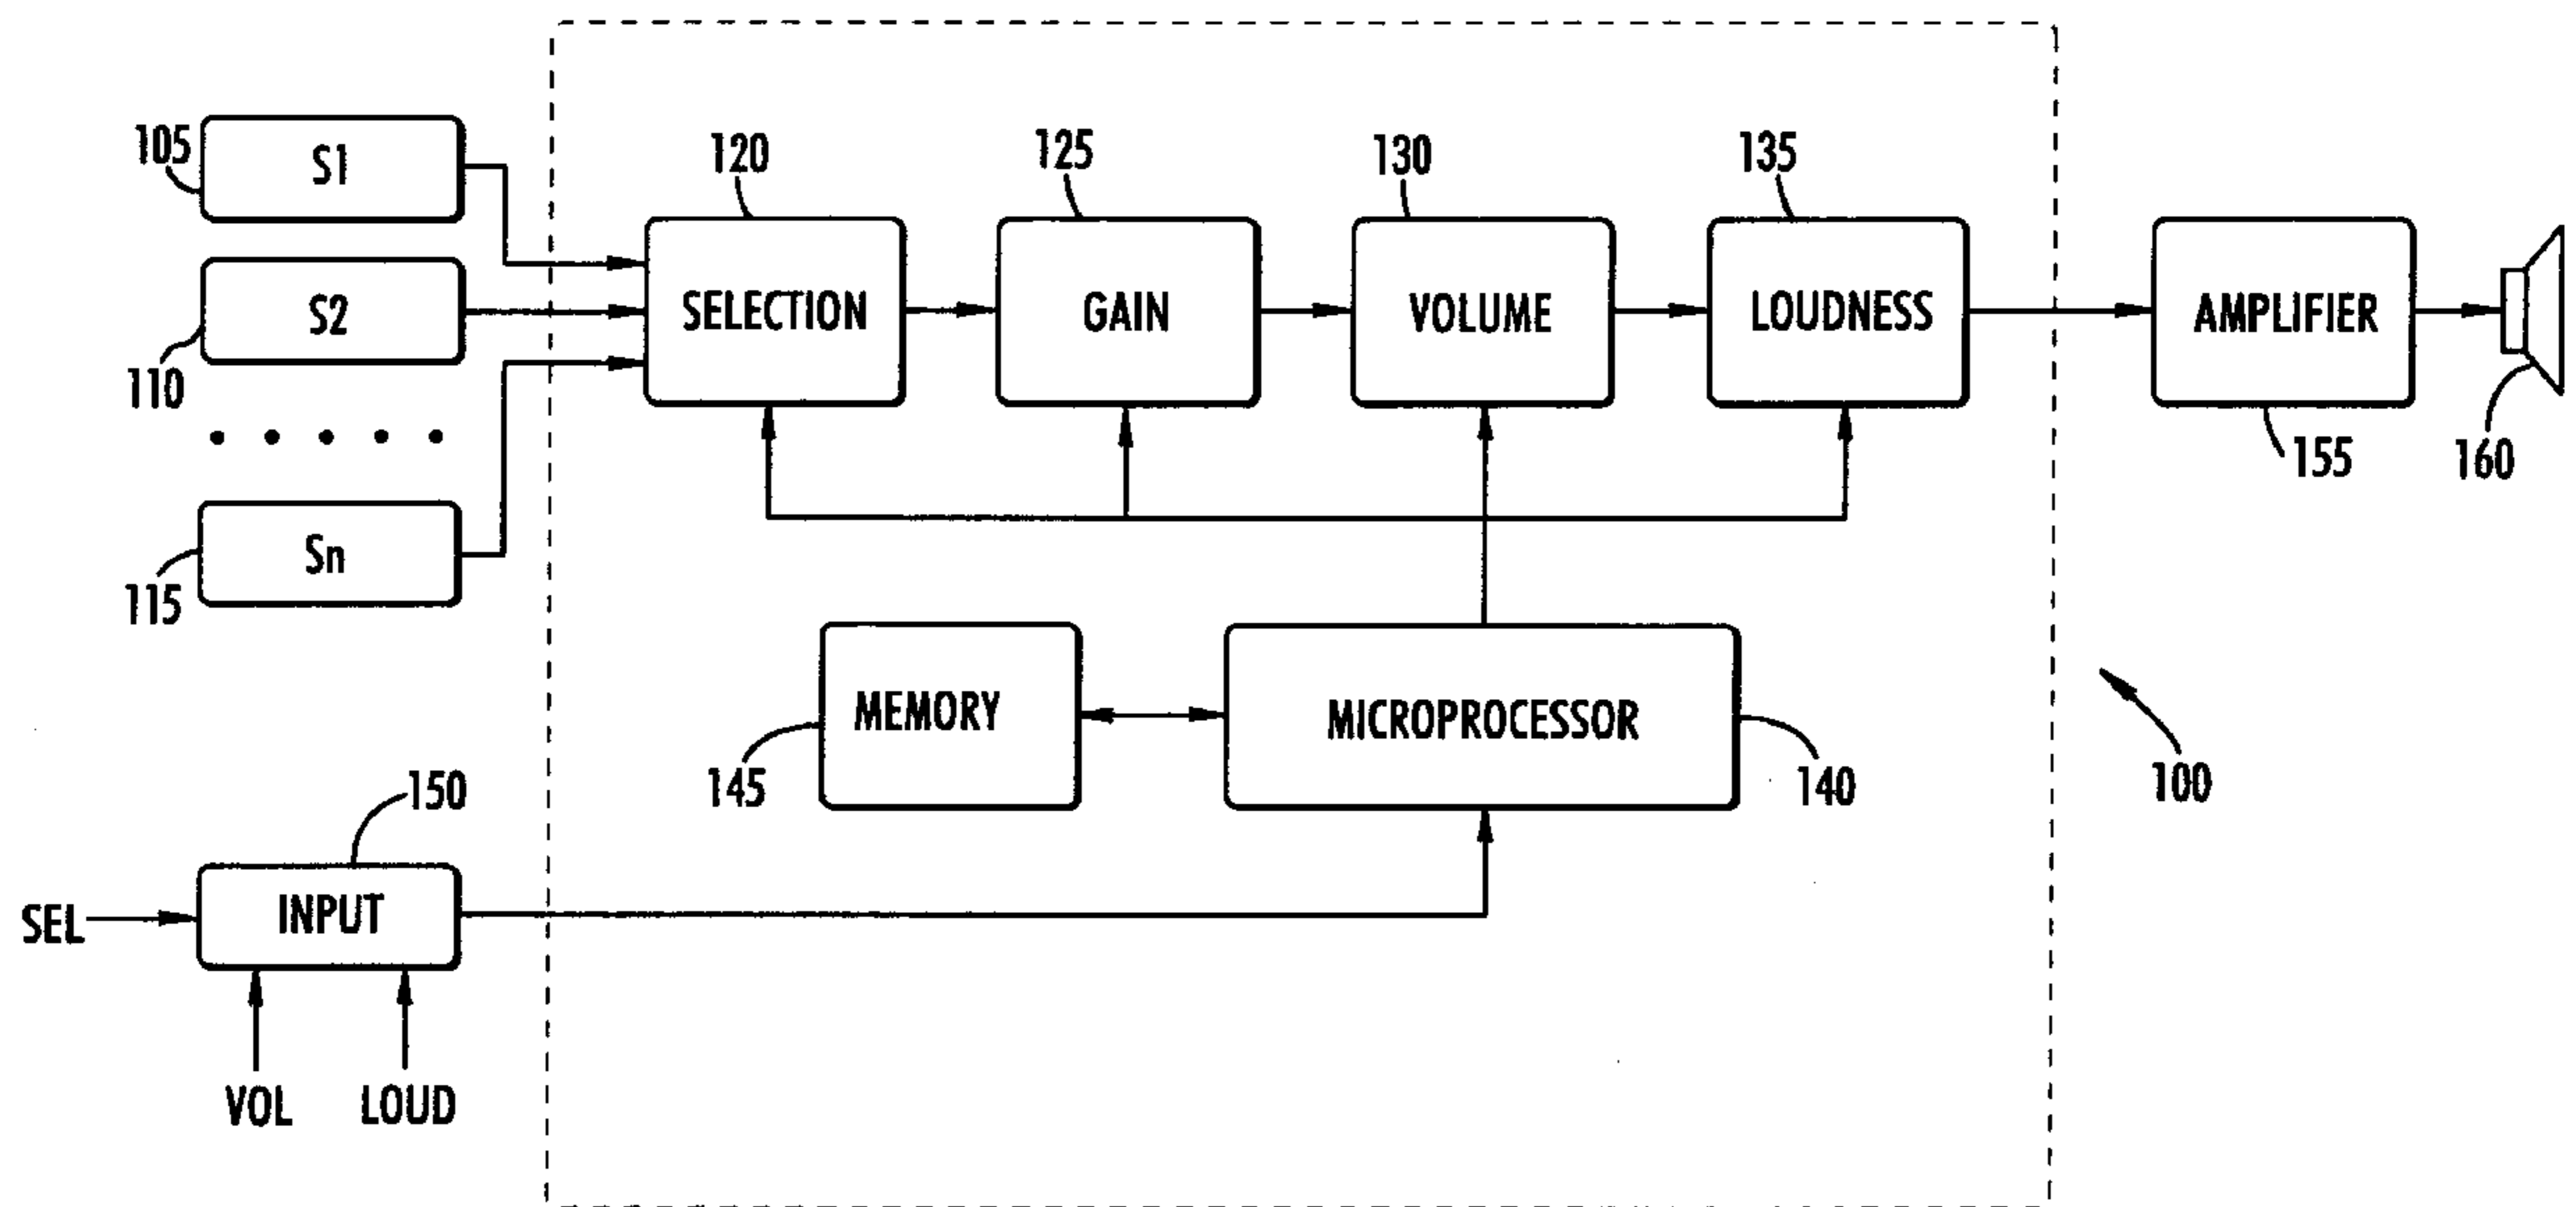 105
S1
120
125
130
135
S2
SELECTION
GAIN
VOLUME
LOUDNESS
AMPLIFIER
110
155
160
Sn
115
MEMORY
MICROPROCESSOR
145
140
100
150
SEL
INPUT
VOL
LOUD